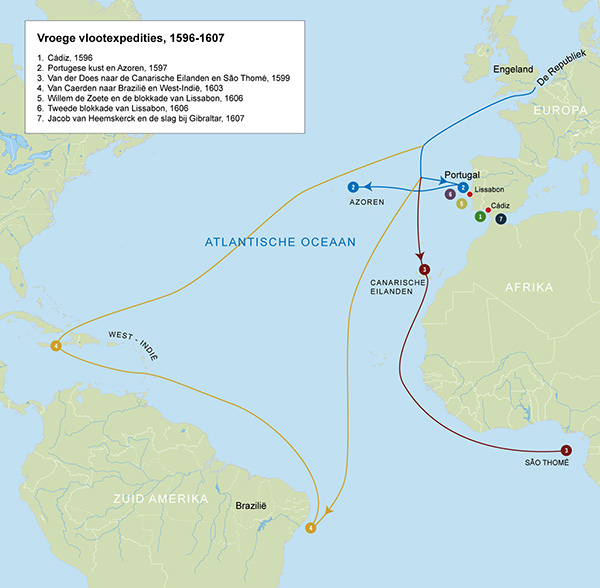 Vroege vlootexpedities, 1596-1607
1. Cádiz, 1596
2. Portugese kust en Azoren, 1597
3. Van der Does naar de Canarische Eilanden en São Thomé, 1599
4. Van Caerden naar Brazilië en West-Indië, 1603
5. Willem de Zoete en de blokkade van Lissabon, 1606
6. Tweede blokkade van Lissabon, 1606
7. Jacob van Heemskerck en de slag bij Gibraltar, 1607
De Republiek
Engeland
EUROPA
Portugal
2
2
Lissabon
6
5
AZOREN
Cádiz
1
7
ATLANTISCHE OCEAAN
3
CANARISCHE
EILANDEN
AFRIKA
WEST - INDIË
4
3
SÃO THOMÉ
ZUID AMERIKA
Brazilië
4